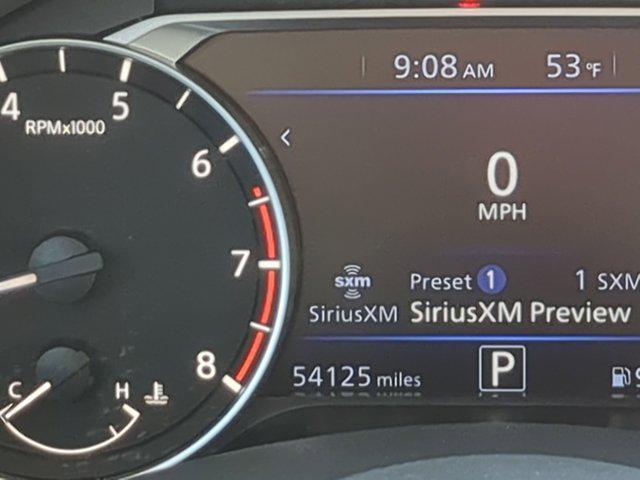 9:08 AM 53°F
4 5
RPMx1000
6
0
MPH
7
sxm Preset 1 1 SXM
SiriusXM SiriusXM Preview
8
54125 miles P
C H